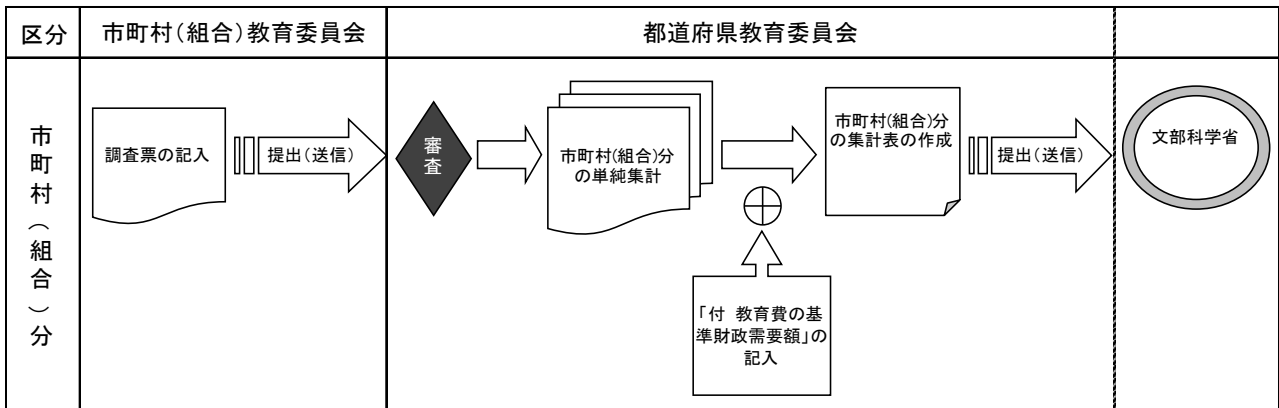 区分
市町村(組合)教育委員会
都道府県教育委員会
市町村(組合)分
調査票の記入
提出(送信)
審査
市町村(組合)分
の単純集計
「付 教育費の基
準財政需要額」の
記入
市町村(組合)分
の集計表の作成
提出(送信)
文部科学省